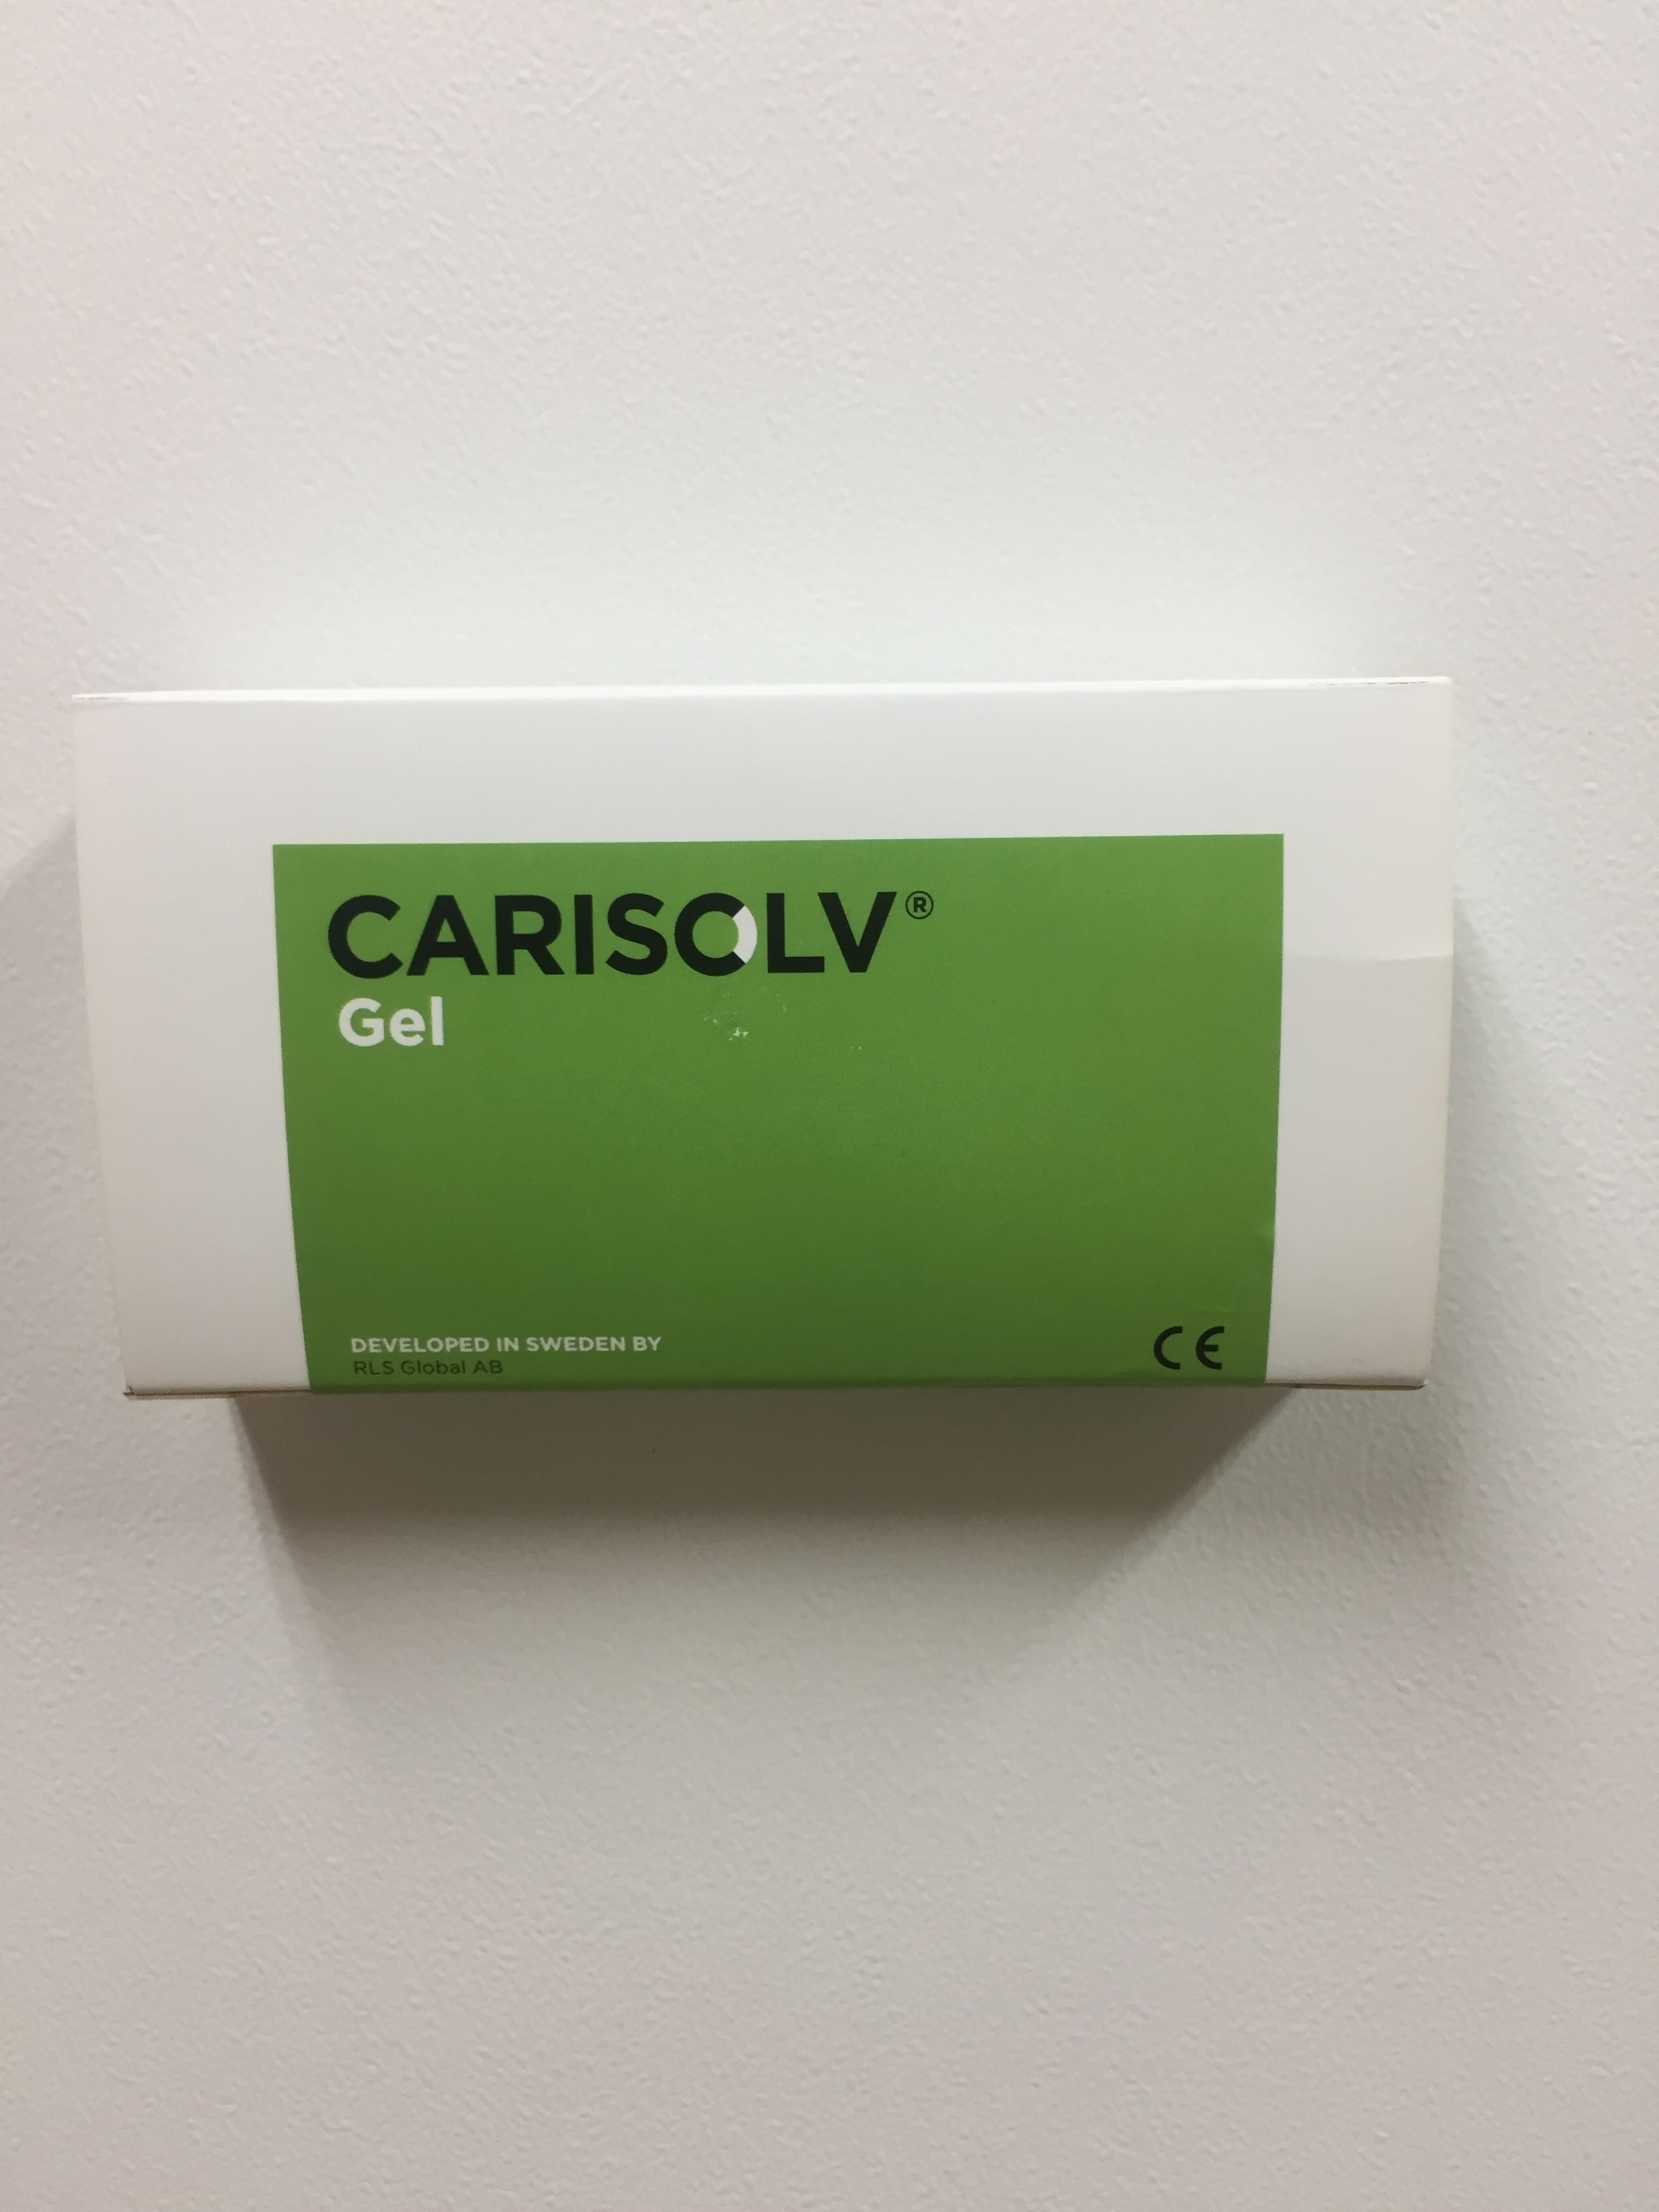 CARISOLV®
Gel
DEVELOPED IN SWEDEN BY
RLS Global AB
CE